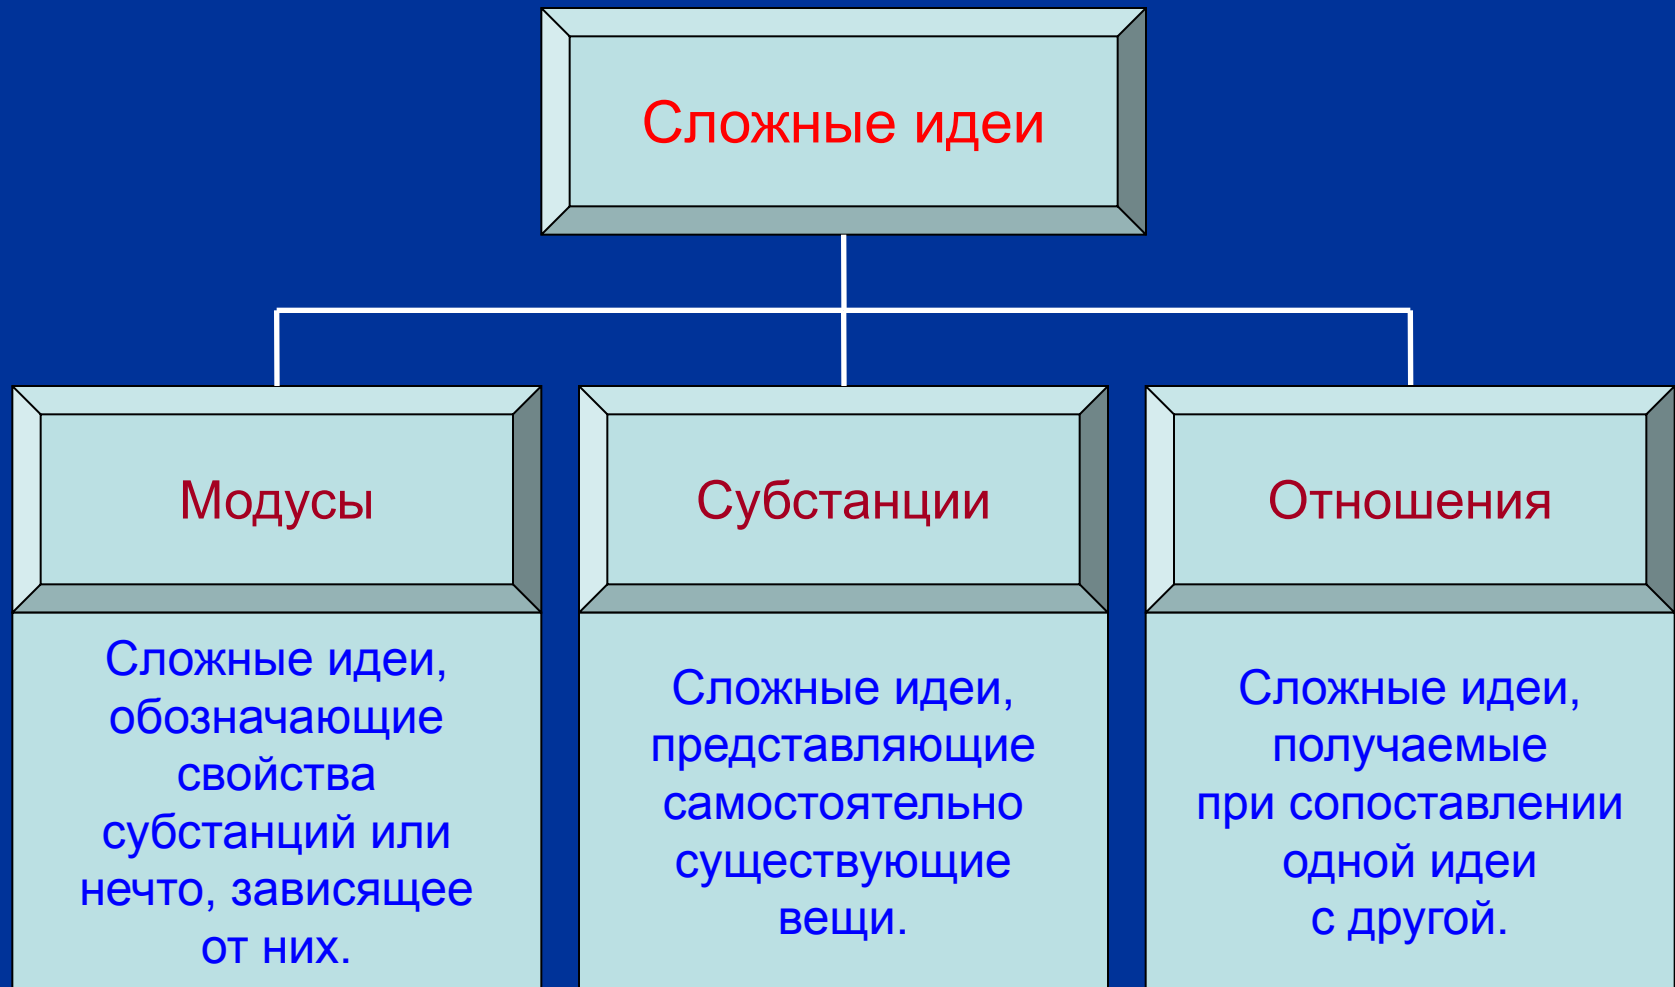 Сложные идеи
Модусы
Субстанции
Отношения
Сложные идеи,
обозначающие
свойства
субстанций или
нечто, зависящее
от них.
Сложные идеи,
представляющие
самостоятельно
существующие
вещи.
Сложные идеи,
получаемые
при сопоставлении
одной идеи
с другой.